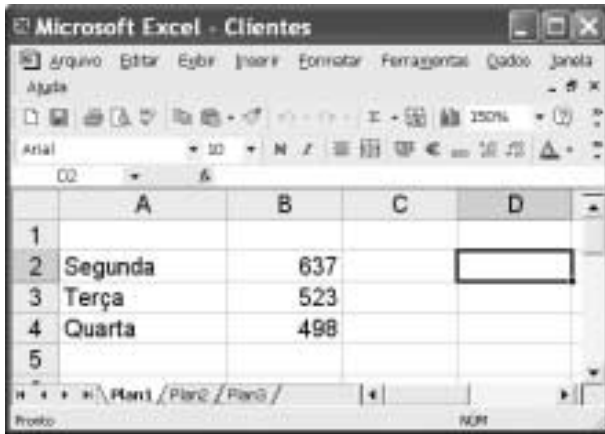 Microsoft Excel - Clientes
Arquivo Editar Exibir Inserir Formatar Ferramentas Dados Janela
Ajuda
150%
Arial 10 N I
D2 fx
A B C D
1
2 Segunda 637
3 Terça 523
4 Quarta 498
5
Plan1 Plan2 Plan3
Pronto NÚM